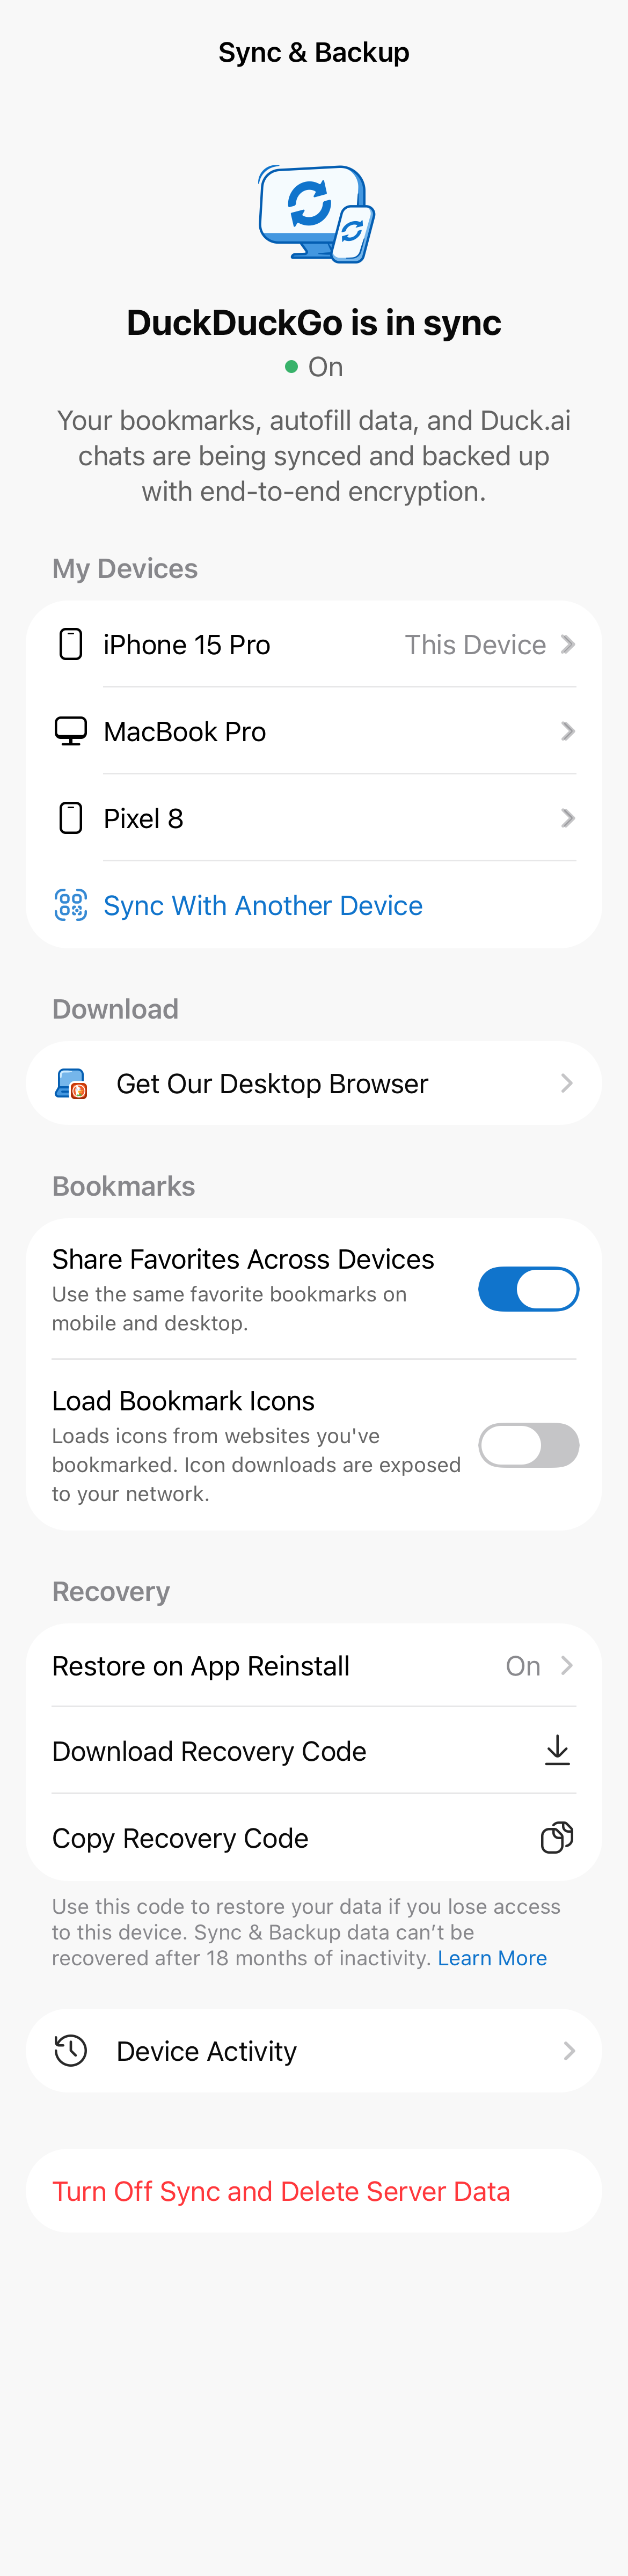 Sync & Backup
DuckDuckGo is in sync
On
Your bookmarks, autofill data, and Duck.ai
chats are being synced and backed up
with end-to-end encryption.
My Devices
iPhone 15 Pro This Device
MacBook Pro
Pixel 8
Sync With Another Device
Download
Get Our Desktop Browser
Bookmarks
Share Favorites Across Devices
Use the same favorite bookmarks on
mobile and desktop.
Load Bookmark Icons
Loads icons from websites you've
bookmarked. Icon downloads are exposed
to your network.
Recovery
Restore on App Reinstall On
Download Recovery Code
Copy Recovery Code
Use this code to restore your data if you lose access
to this device. Sync & Backup data can’t be
recovered after 18 months of inactivity. Learn More
Device Activity
Turn Off Sync and Delete Server Data